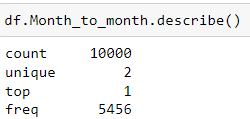 df.Month_to_month.describe()
count 10000
unique 2
top 1
freq 5456